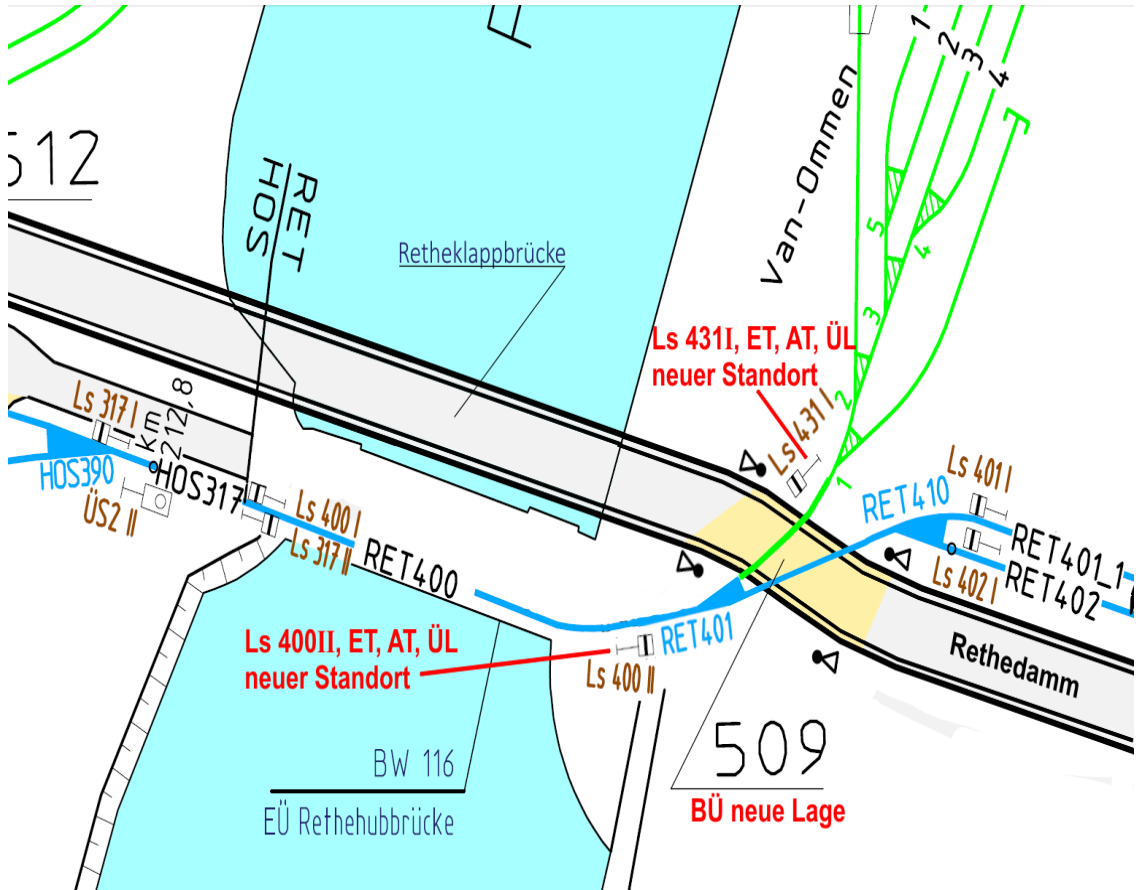 1
2
3
4
Van-Ommen
512
RET
HOS
Retheklappbrücke
5
4
3
2
1
Ls 431I, ET, AT, ÜL
neuer Standort
Ls 431 I
Ls 317 I
km
212,8
HOS390
ÜS2 II
HOS317
Ls 400 I
Ls 317 II
RET400
RET410
Ls 401 I
RET401_1
RET402
Ls 402 I
RET401
Ls 400II, ET, AT, ÜL
neuer Standort
Ls 400 II
Rethedamm
509
BÜ neue Lage
BW 116
EÜ Rethehubbrücke